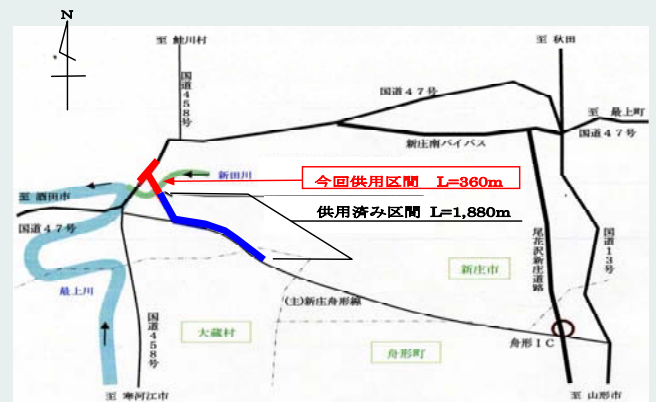 N
至 鮭川村
至 秋田
国道458号
国道47号
至 最上町
国道47号
新庄南バイパス
新田川
今回供用区間 L=360m
至 酒田市
供用済み区間 L=1,880m
国道47号
尾花沢新庄道路
国道13号
新庄市
最上川
(主)新庄舟形線
国道458号
大蔵村
舟形町
舟形IC
至 寒河江市
至 山形市